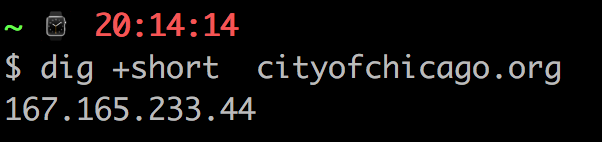 ~ ⌚ 20:14:14
$ dig +short  cityofchicago.org
167.165.233.44